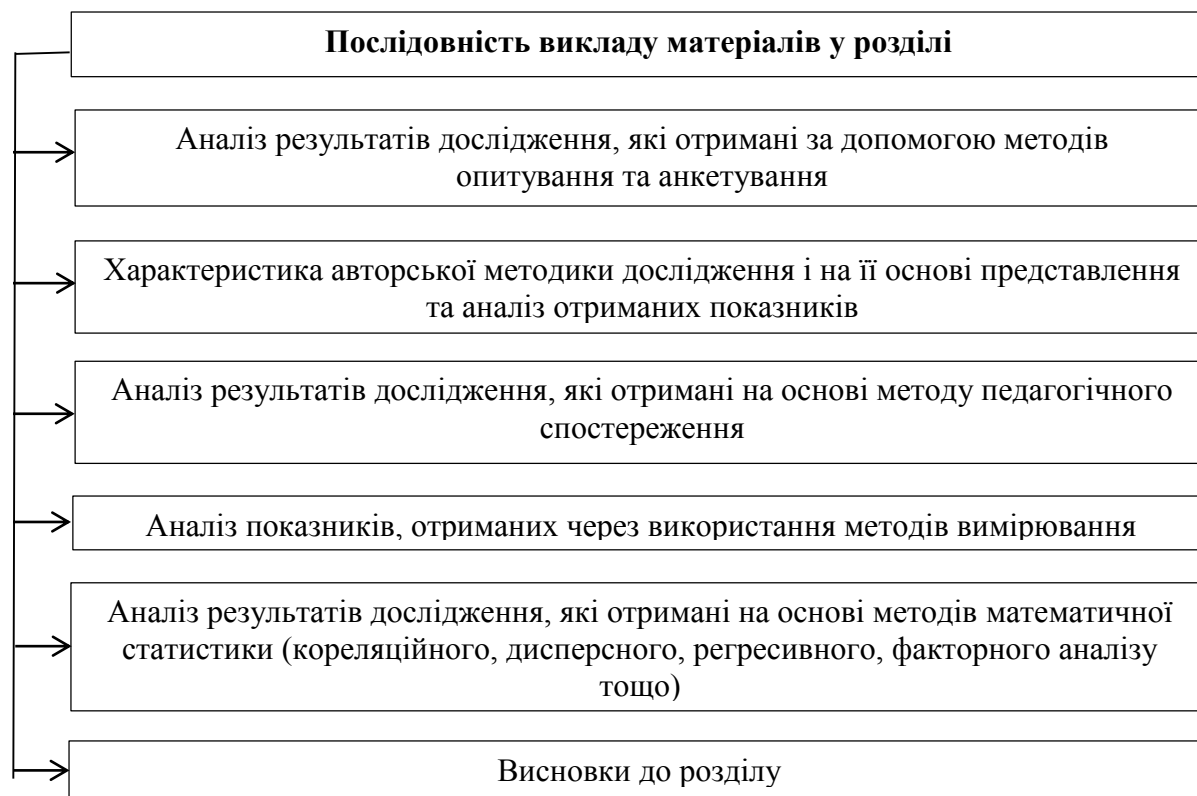 Послідовність викладу матеріалів у розділі
Аналіз результатів дослідження, які отримані за допомогою методів
опитування та анкетування
Характеристика авторської методики дослідження і на її основі представлення
та аналіз отриманих показників
Аналіз результатів дослідження, які отримані на основі методу педагогічного
спостереження
Аналіз показників, отриманих через використання методів вимірювання
Аналіз результатів дослідження, які отримані на основі методів математичної
статистики (кореляційного, дисперсного, регресивного, факторного аналізу
тощо)
Висновки до розділу